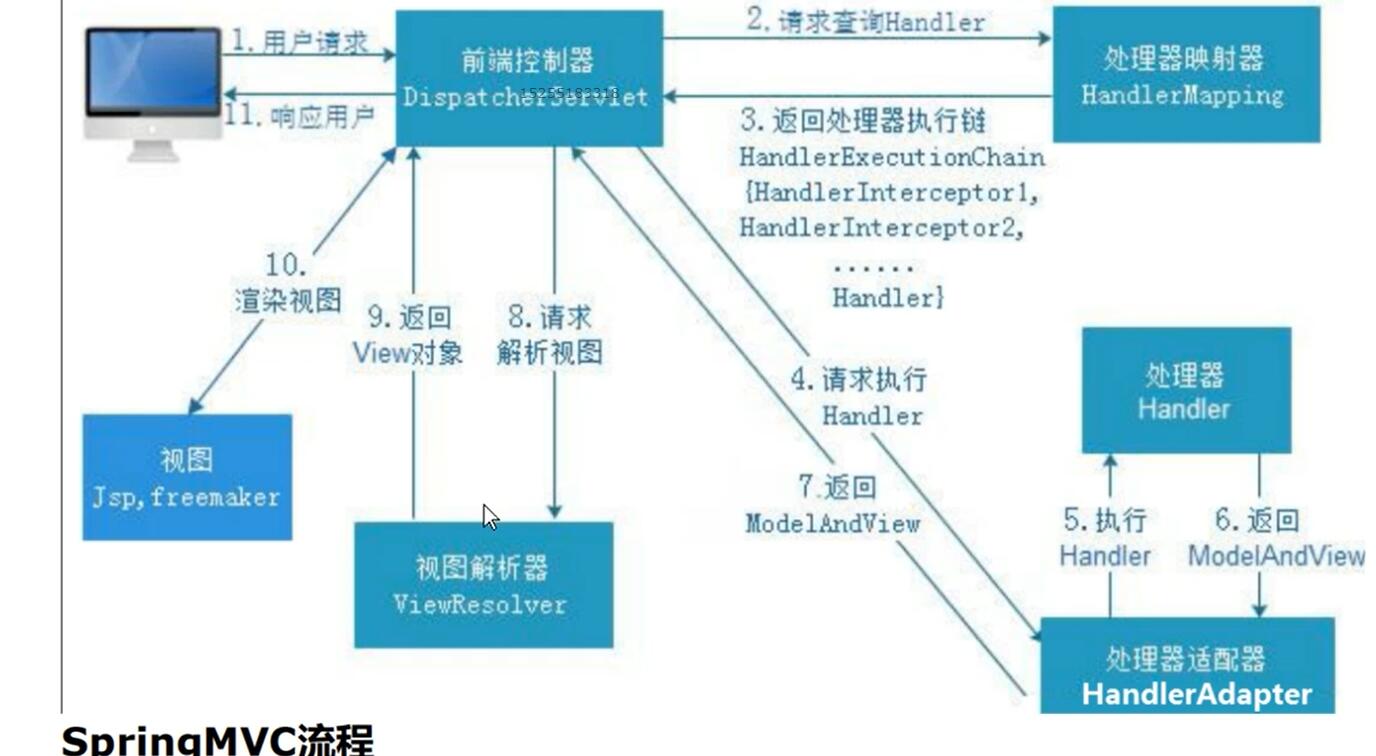 1.用户请求
11.响应用户
前端控制器
DispatcherServlet
15255183318
2.请求查询Handler
处理器映射器
HandlerMapping
3.返回处理器执行链
HandlerExecutionChain
{HandlerInterceptor1,
HandlerInterceptor2,
......
Handler}
10.
渲染视图
9.返回
View对象
8.请求
解析视图
4.请求执行
Handler
7.返回
ModelAndView
处理器
Handler
5.执行
Handler
6.返回
ModelAndView
视图
Jsp,freemaker
视图解析器
ViewResolver
处理器适配器
HandlerAdapter
SpringMVC流程